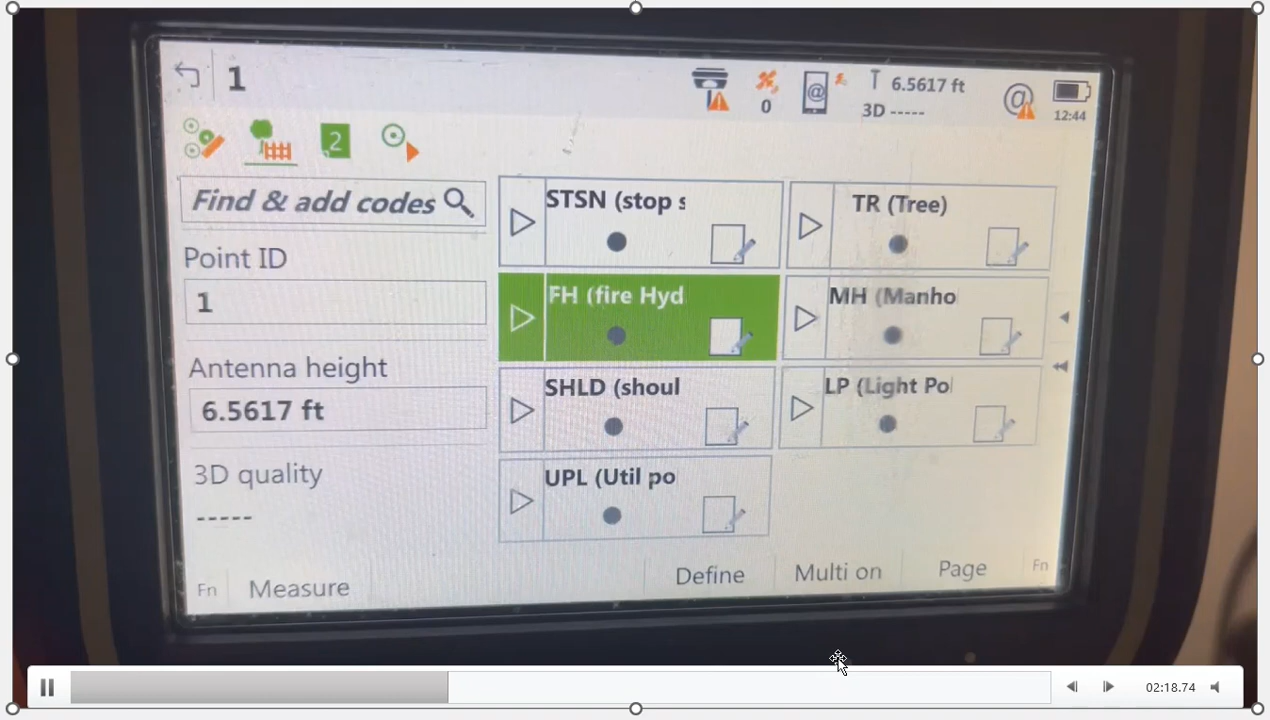 1
0
@
6.5617 ft
3D -----
@
12:44
2
Find & add codes
Point ID
1
Antenna height
6.5617 ft
3D quality
-----
STSN (stop s
TR (Tree)
FH (fire Hyd
MH (Manho
SHLD (shoul
LP (Light Po
UPL (Util po
Fn Measure Define Multi on Page Fn
02:18.74